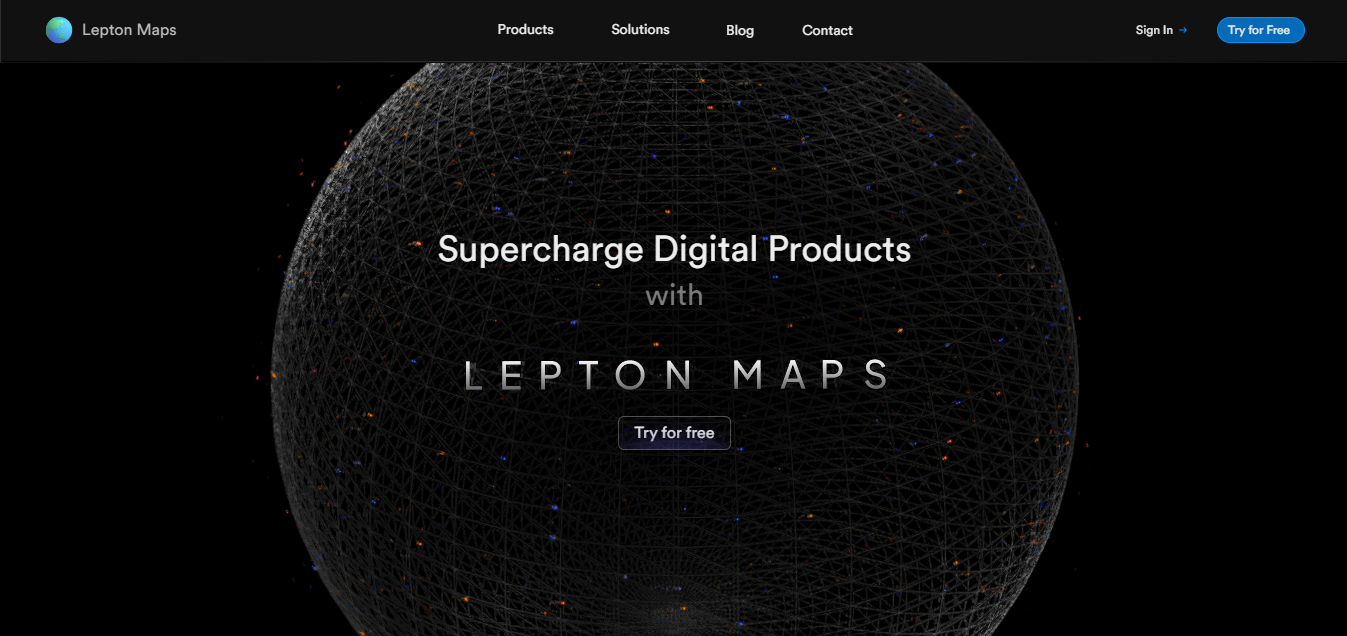 Lepton Maps
Products
Solutions
Blog
Contact
Sign In →
Try for Free
Supercharge Digital Products
with
LEPTON MAPS
Try for free